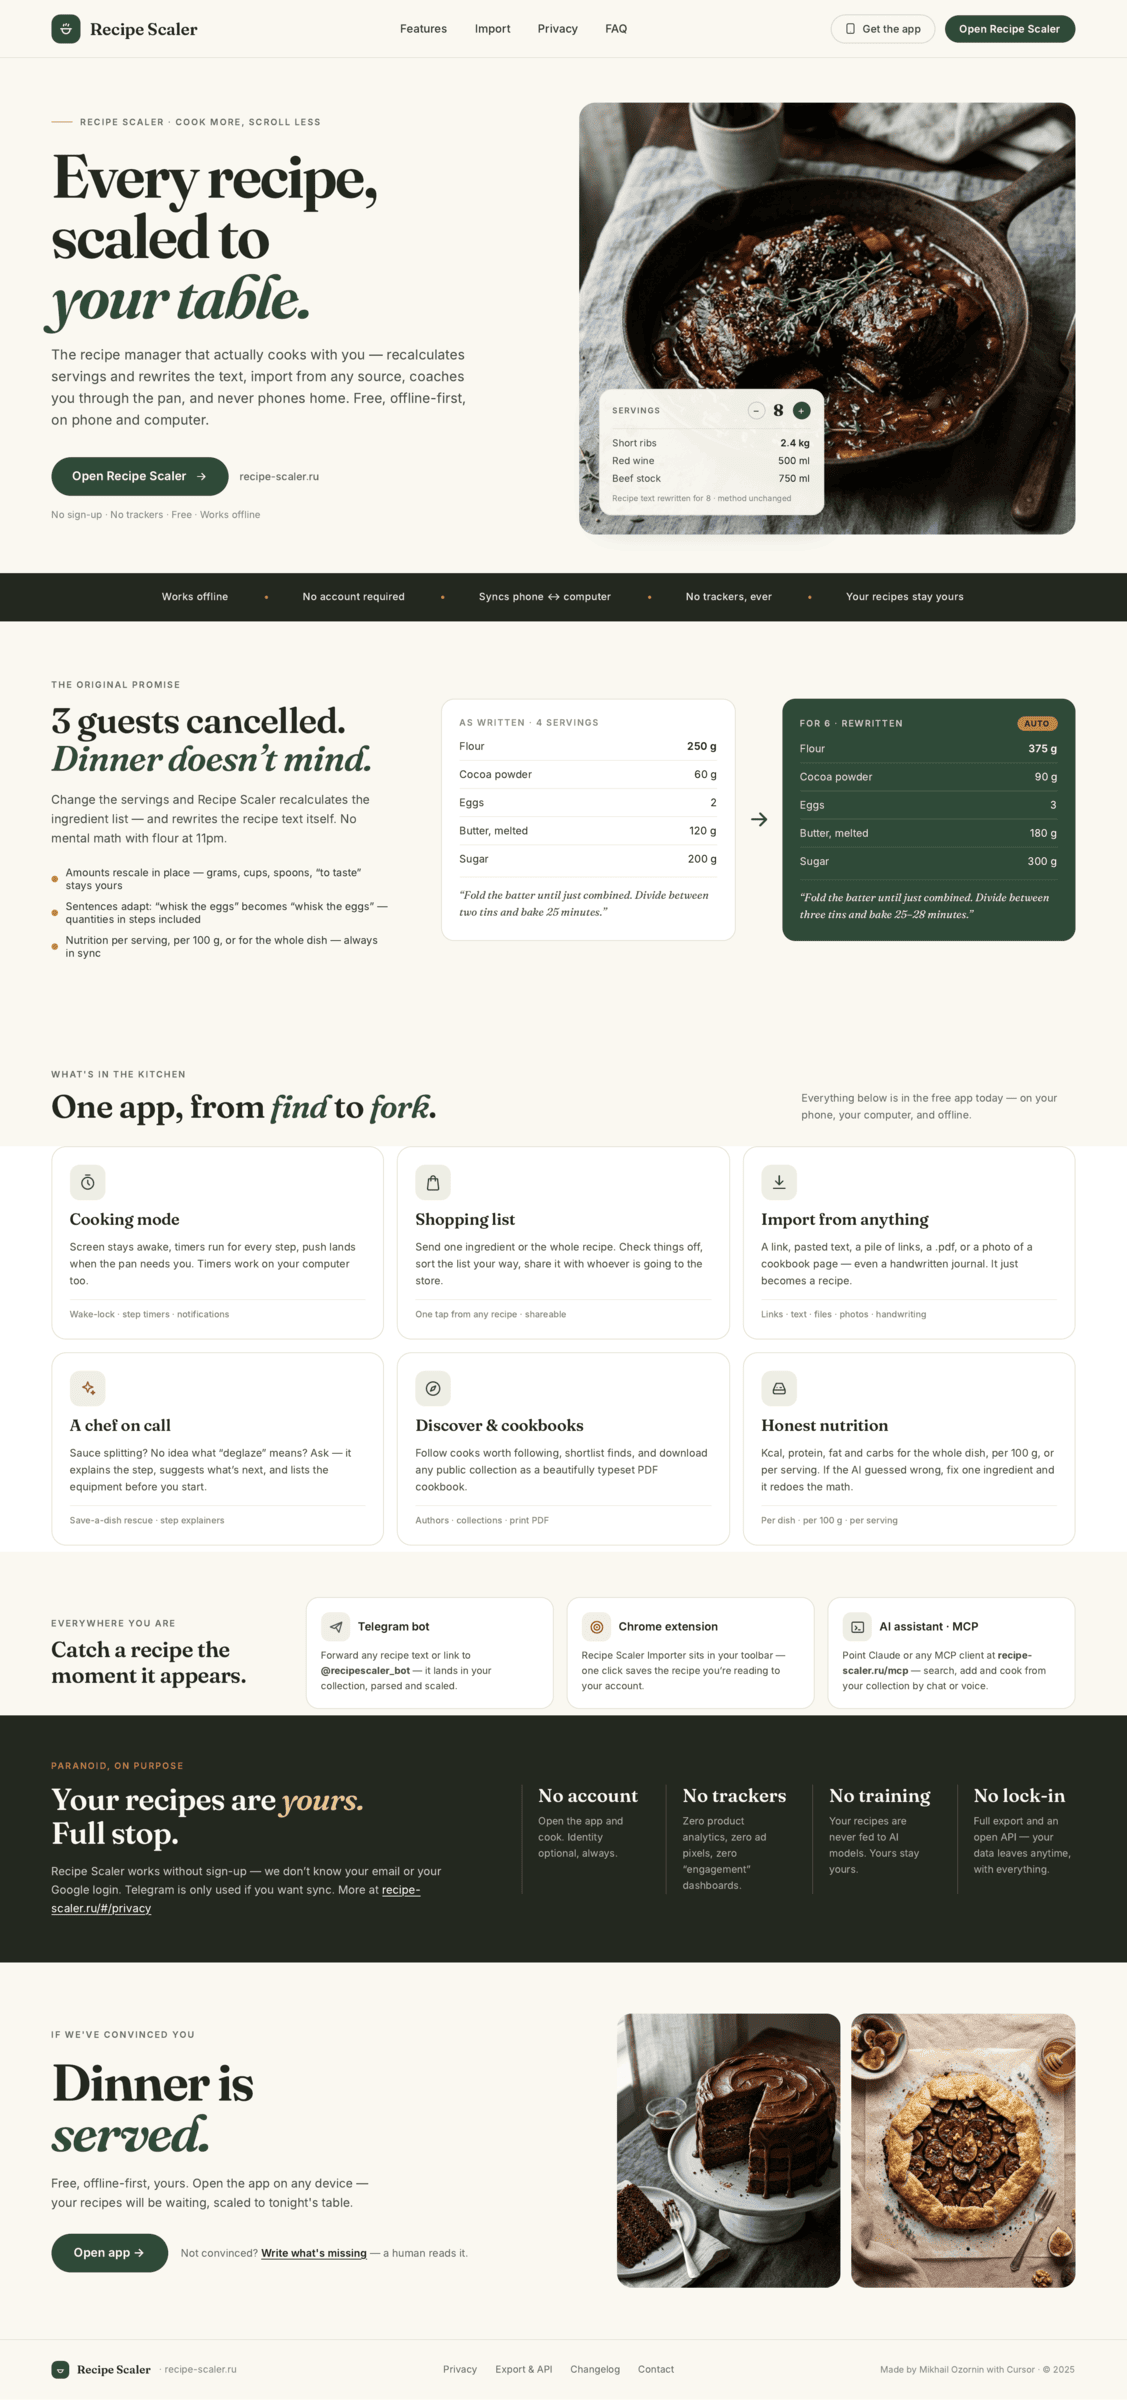 Recipe Scaler
Features
Import
Privacy
FAQ
Get the app
Open Recipe Scaler
RECIPE SCALER · COOK MORE, SCROLL LESS
Every recipe,
scaled to
your table.
The recipe manager that actually cooks with you — recalculates
servings and rewrites the text, import from any source, coaches
you through the pan, and never phones home. Free, offline-first,
on phone and computer.
Open Recipe Scaler →
recipe-scaler.ru
No sign-up · No trackers · Free · Works offline
SERVINGS
− 8 +
Short ribs 2.4 kg
Red wine 500 ml
Beef stock 750 ml
Recipe text rewritten for 8 · method unchanged
Works offline • No account required • Syncs phone ↔ computer • No trackers, ever • Your recipes stay yours
THE ORIGINAL PROMISE
3 guests cancelled.
Dinner doesn’t mind.
Change the servings and Recipe Scaler recalculates the
ingredient list — and rewrites the recipe text itself. No
mental math with flour at 11pm.
Amounts rescale in place — grams, cups, spoons, “to taste”
stays yours
Sentences adapt: “whisk the eggs” becomes “whisk the eggs” —
quantities in steps included
Nutrition per serving, per 100 g, or for the whole dish — always
in sync
AS WRITTEN · 4 SERVINGS
Flour 250 g
Cocoa powder 60 g
Eggs 2
Butter, melted 120 g
Sugar 200 g
“Fold the batter until just combined. Divide between
two tins and bake 25 minutes.”
→
FOR 6 · REWRITTEN
AUTO
Flour 375 g
Cocoa powder 90 g
Eggs 3
Butter, melted 180 g
Sugar 300 g
“Fold the batter until just combined. Divide between
three tins and bake 25–28 minutes.”
WHAT’S IN THE KITCHEN
One app, from find to fork.
Everything below is in the free app today — on your
phone, your computer, and offline.
Cooking mode
Screen stays awake, timers run for every step, push lands
when the pan needs you. Timers work on your computer
too.
Wake-lock · step timers · notifications
Shopping list
Send one ingredient or the whole recipe. Check things off,
sort the list your way, share it with whoever is going to the
store.
One tap from any recipe · shareable
Import from anything
A link, pasted text, a pile of links, a .pdf, or a photo of a
cookbook page — even a handwritten journal. It just
becomes a recipe.
Links · text · files · photos · handwriting
A chef on call
Sauce splitting? No idea what “deglaze” means? Ask — it
explains the step, suggests what’s next, and lists the
equipment before you start.
Save-a-dish rescue · step explainers
Discover & cookbooks
Follow cooks worth following, shortlist finds, and download
any public collection as a beautifully typeset PDF
cookbook.
Authors · collections · print PDF
Honest nutrition
Kcal, protein, fat and carbs for the whole dish, per 100 g, or
per serving. If the AI guessed wrong, fix one ingredient and
it redoes the math.
Per dish · per 100 g · per serving
EVERYWHERE YOU ARE
Catch a recipe the
moment it appears.
Telegram bot
Forward any recipe text or link to
@recipescaler_bot — it lands in your
collection, parsed and scaled.
Chrome extension
Recipe Scaler Importer sits in your toolbar —
one click saves the recipe you’re reading to
your account.
AI assistant · MCP
Point Claude or any MCP client at recipe-
scaler.ru/mcp — search, add and cook from
your collection by chat or voice.
PARANOID, ON PURPOSE
Your recipes are yours.
Full stop.
Recipe Scaler works without sign-up — we don’t know your email or your
Google login. Telegram is only used if you want sync. More at recipe-
scaler.ru/#/privacy
No account
Open the app and
cook. Identity
optional, always.
No trackers
Zero product
analytics, zero ad
pixels, zero
“engagement”
dashboards.
No training
Your recipes are
never fed to AI
models. Yours stay
yours.
No lock-in
Full export and an
open API — your
data leaves anytime,
with everything.
IF WE’VE CONVINCED YOU
Dinner is
served.
Free, offline-first, yours. Open the app on any device —
your recipes will be waiting, scaled to tonight's table.
Open app →
Not convinced? Write what's missing — a human reads it.
Recipe Scaler · recipe-scaler.ru
Privacy
Export & API
Changelog
Contact
Made by Mikhail Ozornin with Cursor · © 2025